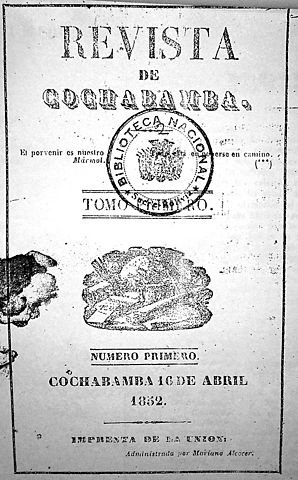 REVISTA
DE
COCHABAMBA.
El porvenir es nuestro
Mármol.
en camino.
(***)
BIBLIOTECA NACIONAL
TOMO
NUMERO PRIMERO.
COCHABAMBA 16 DE ABRIL
1852.
IMPRENTA DE LA UNION:
Administrada por Mariano Alcocer.